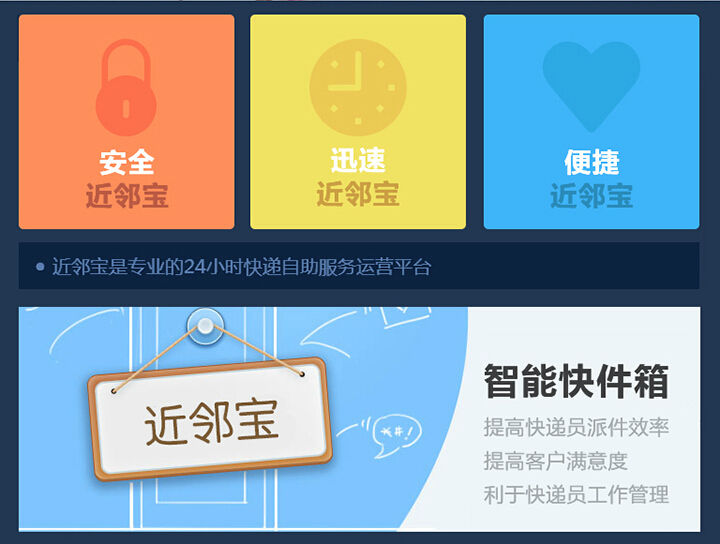 安全
近邻宝
迅速
近邻宝
便捷
近邻宝
近邻宝是专业的24小时快递自助服务运营平台
近邻宝
智能快件箱
提高快递员派件效率
提高客户满意度
利于快递员工作管理